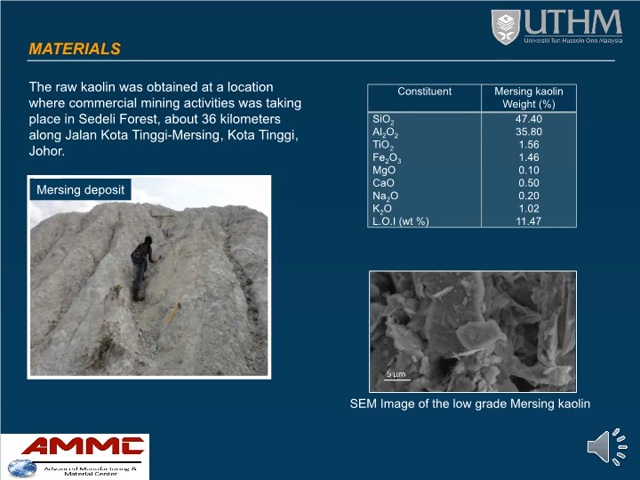 UTHM
Universiti Tun Hussein Onn Malaysia
MATERIALS
The raw kaolin was obtained at a location
where commercial mining activities was taking
place in Sedeli Forest, about 36 kilometers
along Jalan Kota Tinggi-Mersing, Kota Tinggi,
Johor.
Mersing deposit
Constituent Mersing kaolin
Weight (%)
SiO₂ 47.40
Al₂O₂ 35.80
TiO₂ 1.56
Fe₂O₃ 1.46
MgO 0.10
CaO 0.50
Na₂O 0.20
K₂O 1.02
L.O.I (wt %) 11.47
5 µm
SEM Image of the low grade Mersing kaolin
AMMC
Advanced Manufacturing &
Material Center